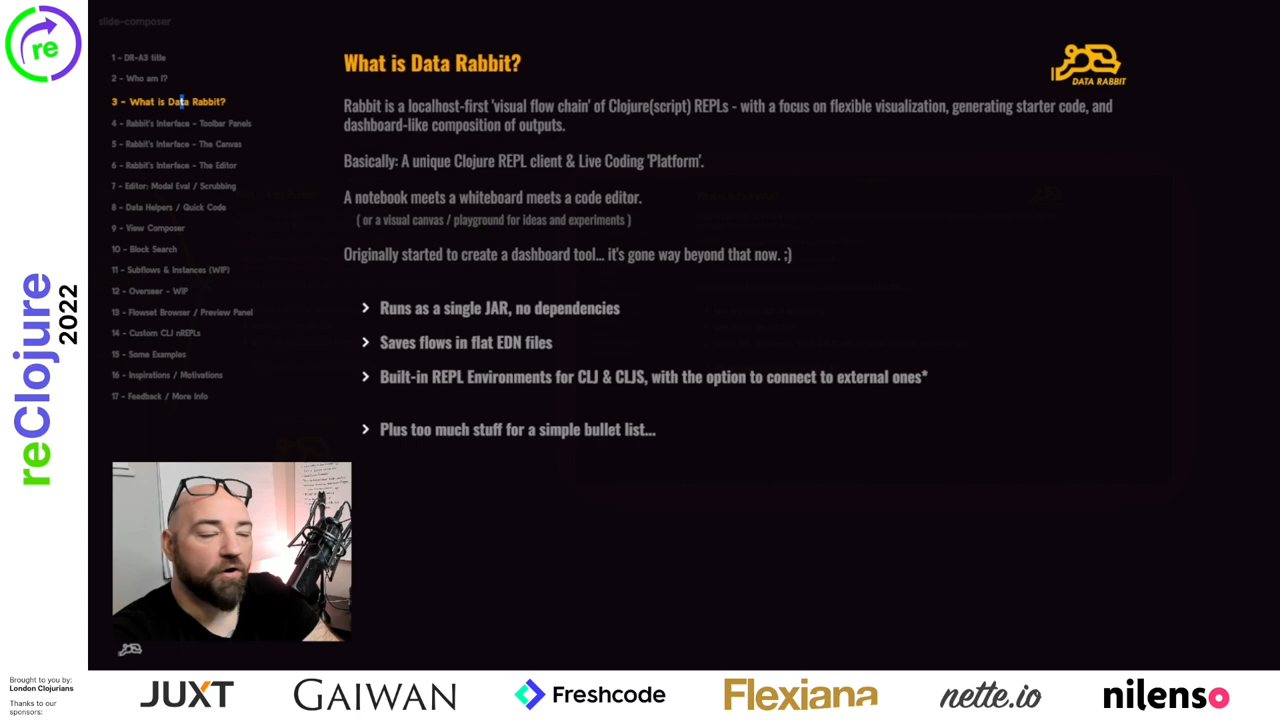 re
reClojure
2022
slide-composer
1 - DR-A3 title
2 - Who am I?
3 - What is Data Rabbit?
4 - Rabbit's Interface - Toolbar Panels
5 - Rabbit's Interface - The Canvas
6 - Rabbit's Interface - The Editor
7 - Editor: Modal Eval / Scrubbing
8 - Data Helpers / Quick Code
9 - View Composer
10 - Block Search
11 - Subflows & Instances (WIP)
12 - Overseer - WIP
13 - Flowset Browser / Preview Panel
14 - Custom CLJ nREPLs
15 - Some Examples
16 - Inspirations / Motivations
17 - Feedback / More Info
What is Data Rabbit?
DATA RABBIT
Rabbit is a localhost-first 'visual flow chain' of Clojure(script) REPLs - with a focus on flexible visualization, generating starter code, and
dashboard-like composition of outputs.
Basically: A unique Clojure REPL client & Live Coding 'Platform'.
A notebook meets a whiteboard meets a code editor.
( or a visual canvas / playground for ideas and experiments )
Originally started to create a dashboard tool... it's gone way beyond that now. ;)
> Runs as a single JAR, no dependencies
> Saves flows in flat EDN files
> Built-in REPL Environments for CLJ & CLJS, with the option to connect to external ones*
> Plus too much stuff for a simple bullet list...
Brought to you by:
London Clojurians
Thanks to our
sponsors:
JUXT
GAIWAN
Freshcode
Flexiana
nette.io
nilenso